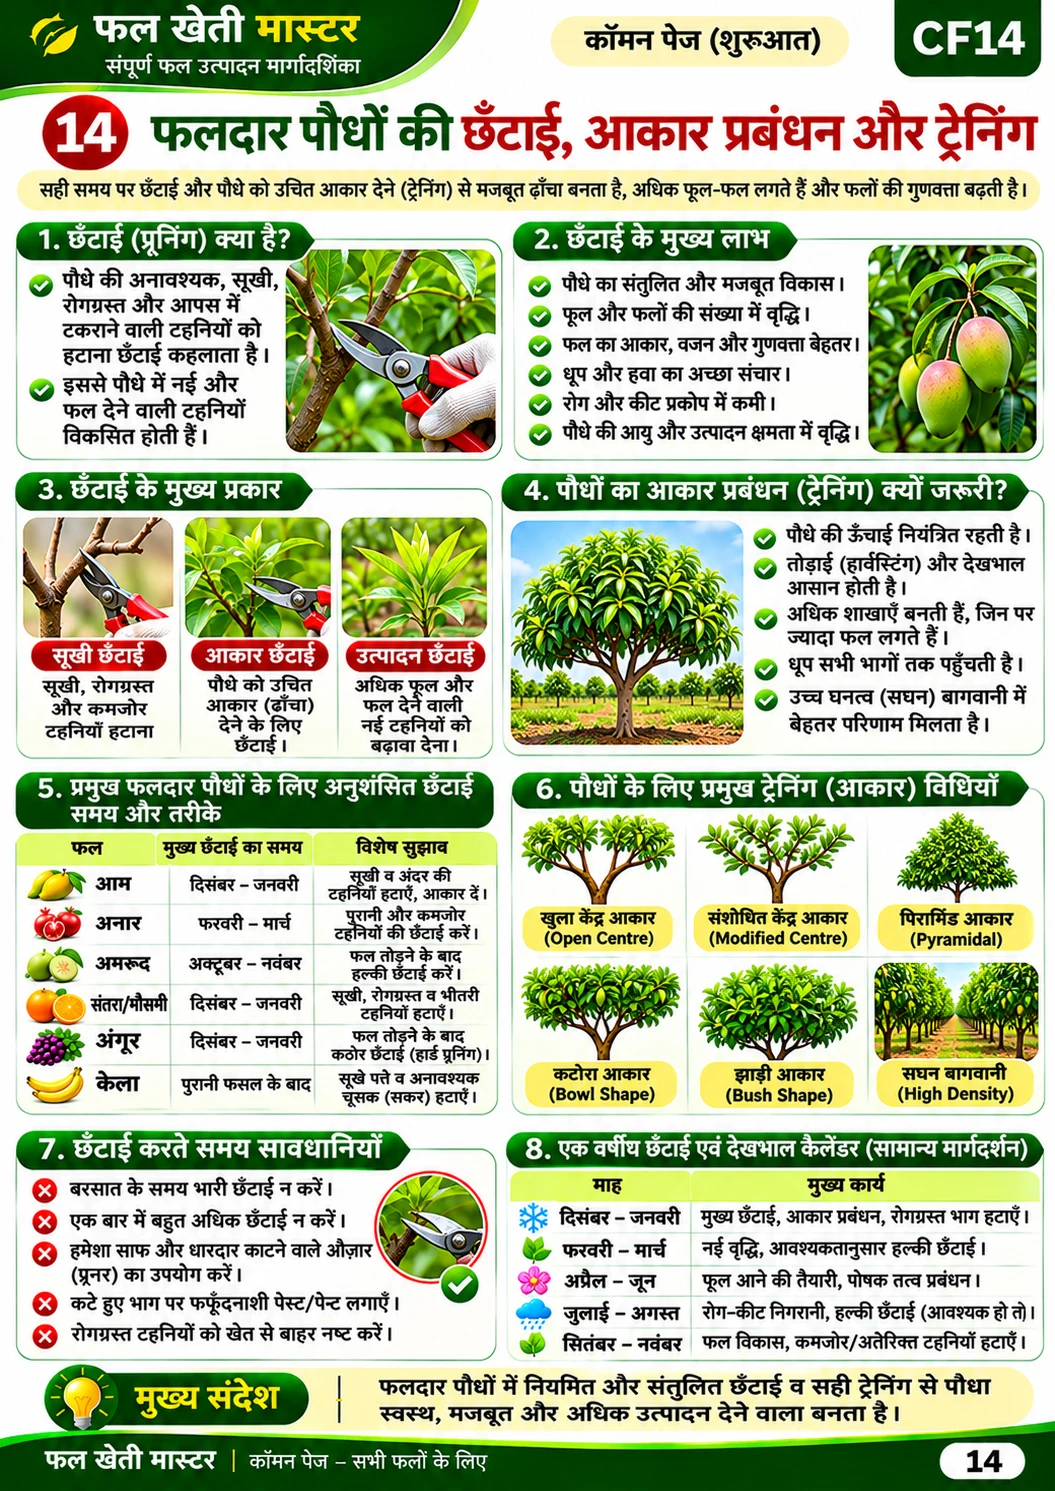 फल खेती मास्टर
संपूर्ण फल उत्पादन मार्गादर्शिका
कॉमन पेज (शुरुआत)
CF14
14 फलदार पौधों की छँटाई, आकार प्रबंधन और ट्रेनिंग
सही समय पर छँटाई और पौधे को उचित आकार देने (ट्रेनिंग) से मजबूत ढाँचा बनता है, अधिक फूल-फल लगते हैं और फलों की गुणवत्ता बढ़ती है।
1. छँटाई (प्रूनिंग) क्या है?
पौधे की अनावश्यक, सूखी,
रोगग्रस्त और आपस में
टकराने वाली टहनियों को
हटाना छँटाई कहलाता है।
इससे पौधे में नई और
फल देने वाली टहनियों
विकसित होती हैं।
2. छँटाई के मुख्य लाभ
पौधे का संतुलित और मजबूत विकास।
फूल और फलों की संख्या में वृद्धि।
फल का आकार, वजन और गुणवत्ता बेहतर।
धूप और हवा का अच्छा संचार।
रोग और कीट प्रकोप में कमी।
पौधे की आयु और उत्पादन क्षमता में वृद्धि।
3. छँटाई के मुख्य प्रकार
सूखी छँटाई
सूखी, रोगग्रस्त
और कमजोर
टहनियाँ हटाना
आकार छँटाई
पौधे को उचित
आकार (ढाँचा)
देने के लिए
छँटाई।
उत्पादन छँटाई
अधिक फूल और
फल देने वाली
नई टहनियों को
बढ़ावा देना।
4. पौधों का आकार प्रबंधन (ट्रेनिंग) क्यों जरूरी?
पौधे की ऊँचाई नियंत्रित रहती है।
तोड़ाई (हार्वेस्टिंग) और देखभाल
आसान होती है।
अधिक शाखाएँ बनती हैं, जिन पर
ज्यादा फल लगते हैं।
धूप सभी भागों तक पहुँचती है।
उच्च घनत्व (सघन) बागवानी में
बेहतर परिणाम मिलता है।
5. प्रमुख फलदार पौधों के लिए अनुशंसित छँटाई
समय और तरीके
फल मुख्य छँटाई का समय विशेष सुझाव
आम दिसंबर – जनवरी सूखी व अंदर की
टहनियाँ हटाएँ, आकार दें।
अनार फरवरी – मार्च पुरानी और कमजोर
टहनियों की छँटाई करें।
अमरूद अक्टूबर – नवंबर फल तोड़ने के बाद
हल्की छँटाई करें।
संतरा/मौसमी दिसंबर – जनवरी सूखी, रोगग्रस्त व भीतरी
टहनियाँ हटाएँ।
अंगूर दिसंबर – जनवरी फल तोड़ने के बाद
कठोर छँटाई (हार्ड प्रूनिंग)।
केला पुरानी फसल के बाद सूखे पत्ते व अनावश्यक
चूसक (सकर) हटाएँ।
6. पौधों के लिए प्रमुख ट्रेनिंग (आकार) विधियाँ
खुला केंद्र आकार
(Open Centre)
संशोधित केंद्र आकार
(Modified Centre)
पिरामिड आकार
(Pyramidal)
कटोरा आकार
(Bowl Shape)
झाड़ी आकार
(Bush Shape)
सघन बागवानी
(High Density)
7. छँटाई करते समय सावधानियाँ
बरसात के समय भारी छँटाई न करें।
एक बार में बहुत अधिक छँटाई न करें।
हमेशा साफ और धारदार काटने वाले औज़ार
(प्रूनर) का उपयोग करें।
कटे हुए भाग पर फफूँदनाशी पेस्ट/पेन्ट लगाएँ।
रोगग्रस्त टहनियों को खेत से बाहर नष्ट करें।
8. एक वर्षीय छँटाई एवं देखभाल कैलेंडर (सामान्य मार्गदर्शन)
माह मुख्य कार्य
दिसंबर – जनवरी मुख्य छँटाई, आकार प्रबंधन, रोगग्रस्त भाग हटाएँ।
फरवरी – मार्च नई वृद्धि, आवश्यकतानुसार हल्की छँटाई।
अप्रैल – जून फूल आने की तैयारी, पोषक तत्व प्रबंधन।
जुलाई – अगस्त रोग-कीट निगरानी, हल्की छँटाई (आवश्यक हो तो)।
सितंबर – नवंबर फल विकास, कमजोर/अतेरिक्त टहनियाँ हटाएँ।
मुख्य संदेश
फलदार पौधों में नियमित और संतुलित छँटाई व सही ट्रेनिंग से पौधा
स्वस्थ, मजबूत और अधिक उत्पादन देने वाला बनता है।
फल खेती मास्टर | कॉमन पेज – सभी फलों के लिए
14